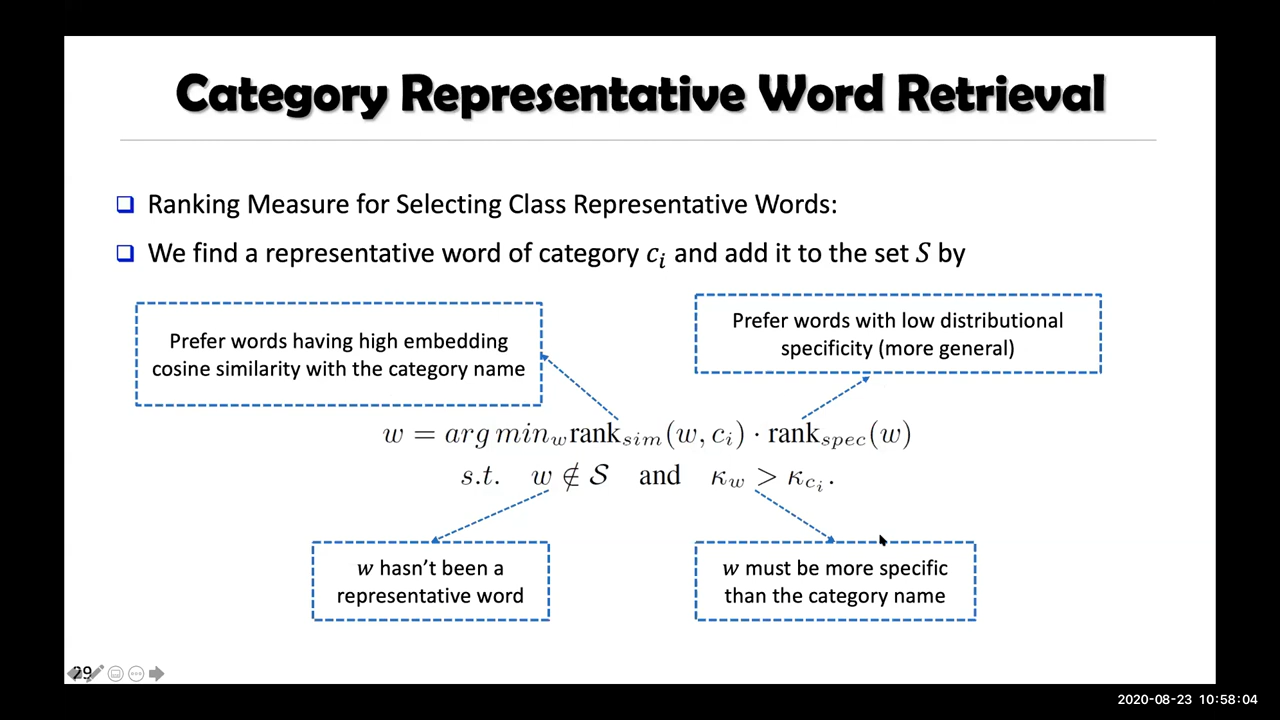 Category Representative Word Retrieval
Ranking Measure for Selecting Class Representative Words:
We find a representative word of category c_i and add it to the set S by
Prefer words having high embedding
cosine similarity with the category name
Prefer words with low distributional
specificity (more general)
w = arg min_w rank_sim(w, c_i) · rank_spec(w)
s.t. w ∉ S and κ_w > κ_{c_i}.
w hasn't been a
representative word
w must be more specific
than the category name
29
2020-08-23 10:58:04